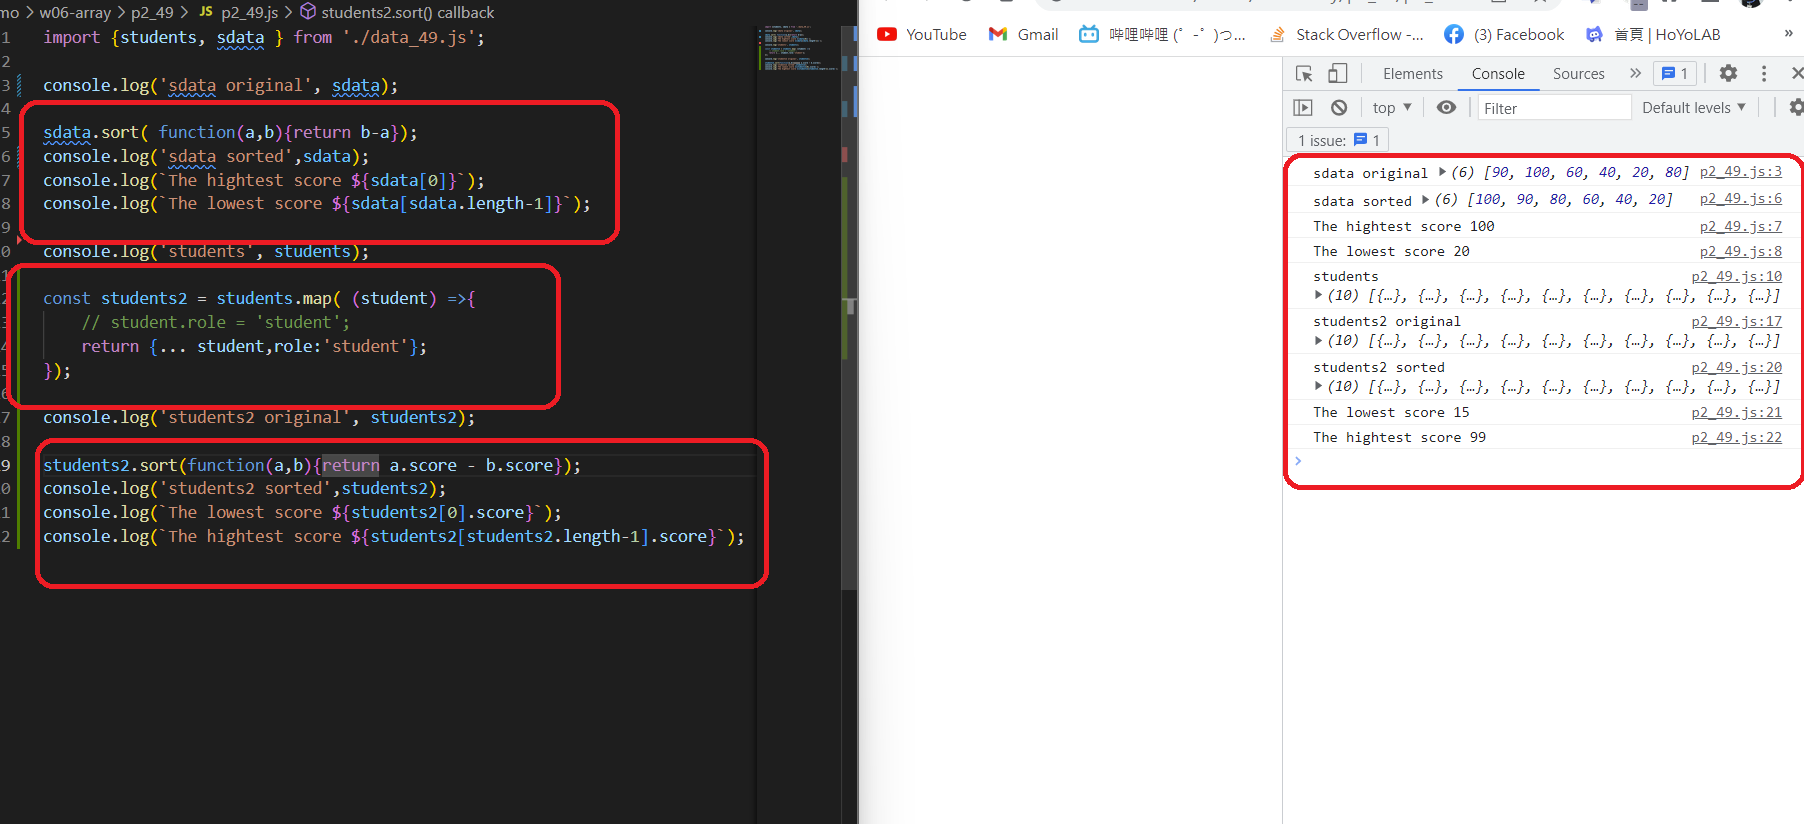 mo > w06-array > p2_49 > JS p2_49.js > students2.sort() callback
1 import {students, sdata } from './data_49.js';
2
3 console.log('sdata original', sdata);
4
5 sdata.sort( function(a,b){return b-a});
6 console.log('sdata sorted',sdata);
7 console.log(`The hightest score ${sdata[0]}`);
8 console.log(`The lowest score ${sdata[sdata.length-1]}`);
9
0 console.log('students', students);
1
2 const students2 = students.map( (student) =>{
3 // student.role = 'student';
4 return {... student,role:'student'};
5 });
6
7 console.log('students2 original', students2);
8
9 students2.sort(function(a,b){return a.score - b.score});
0 console.log('students2 sorted',students2);
1 console.log(`The lowest score ${students2[0].score}`);
2 console.log(`The hightest score ${students2[students2.length-1].score}`);
YouTube Gmail 哔哩哔哩 (゜-゜)つ... Stack Overflow -... (3) Facebook 首頁 | HoYoLAB »
Elements Console Sources » 1
top ▼ Filter Default levels ▼
1 issue: 1
sdata original ▶(6) [90, 100, 60, 40, 20, 80] p2_49.js:3
sdata sorted ▶(6) [100, 90, 80, 60, 40, 20] p2_49.js:6
The hightest score 100 p2_49.js:7
The lowest score 20 p2_49.js:8
students p2_49.js:10
▶(10) [{…}, {…}, {…}, {…}, {…}, {…}, {…}, {…}, {…}, {…}]
students2 original p2_49.js:17
▶(10) [{…}, {…}, {…}, {…}, {…}, {…}, {…}, {…}, {…}, {…}]
students2 sorted p2_49.js:20
▶(10) [{…}, {…}, {…}, {…}, {…}, {…}, {…}, {…}, {…}, {…}]
The lowest score 15 p2_49.js:21
The hightest score 99 p2_49.js:22
>